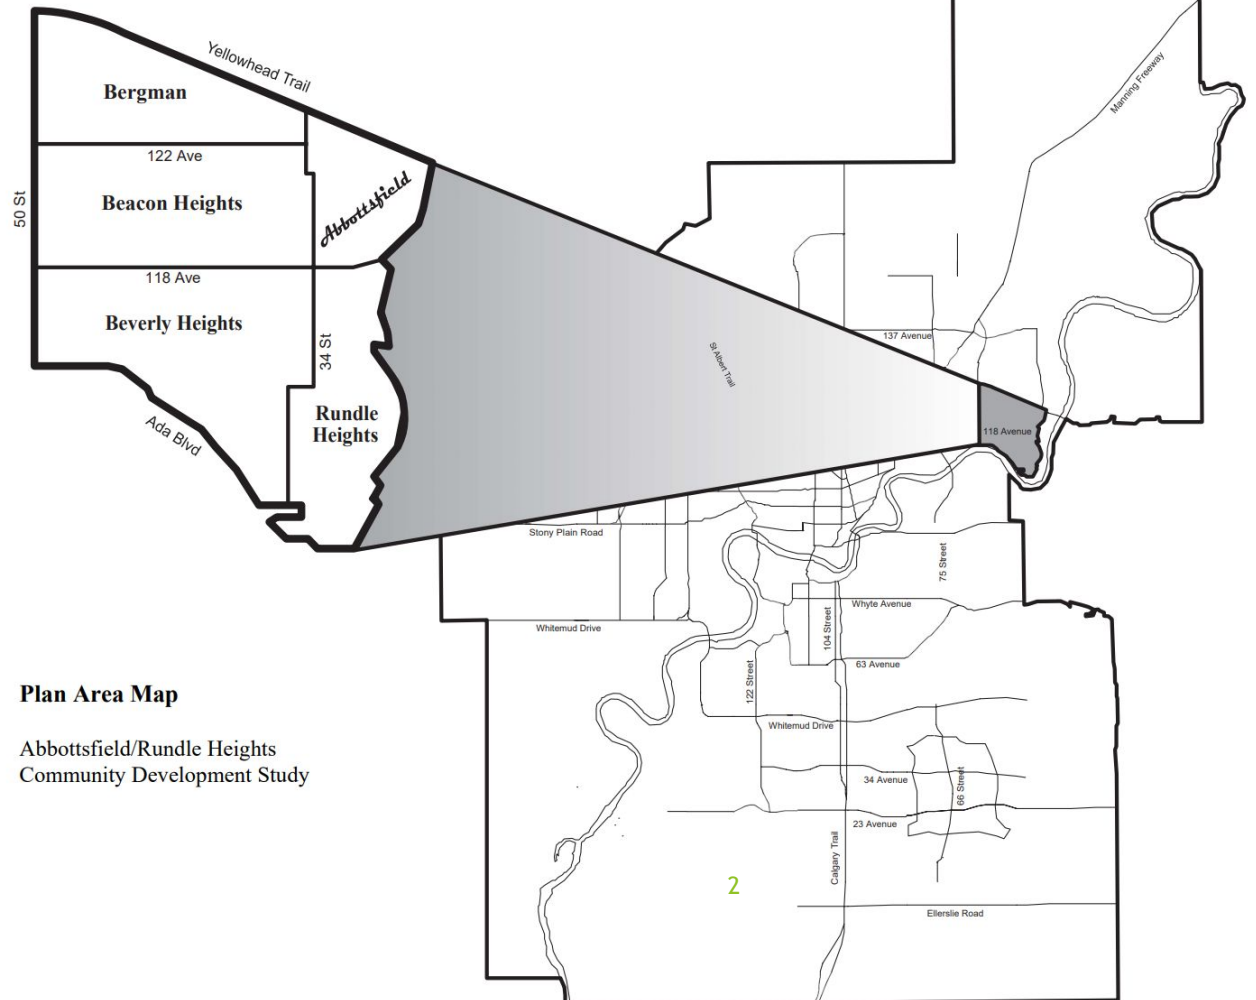 Yellowhead Trail
Manning Freeway
Bergman
122 Ave
50 St
Beacon Heights
Abbottsfield
118 Ave
Beverly Heights
34 St
137 Avenue
St Albert Trail
Rundle
Heights
118 Avenue
Ada Blvd
Stony Plain Road
75 Street
Whyte Avenue
104 Street
Whitemud Drive
63 Avenue
122 Street
Plan Area Map
Whitemud Drive
Abbottsfield/Rundle Heights
Community Development Study
34 Avenue
66 Street
23 Avenue
Calgary Trail
2
Ellerslie Road